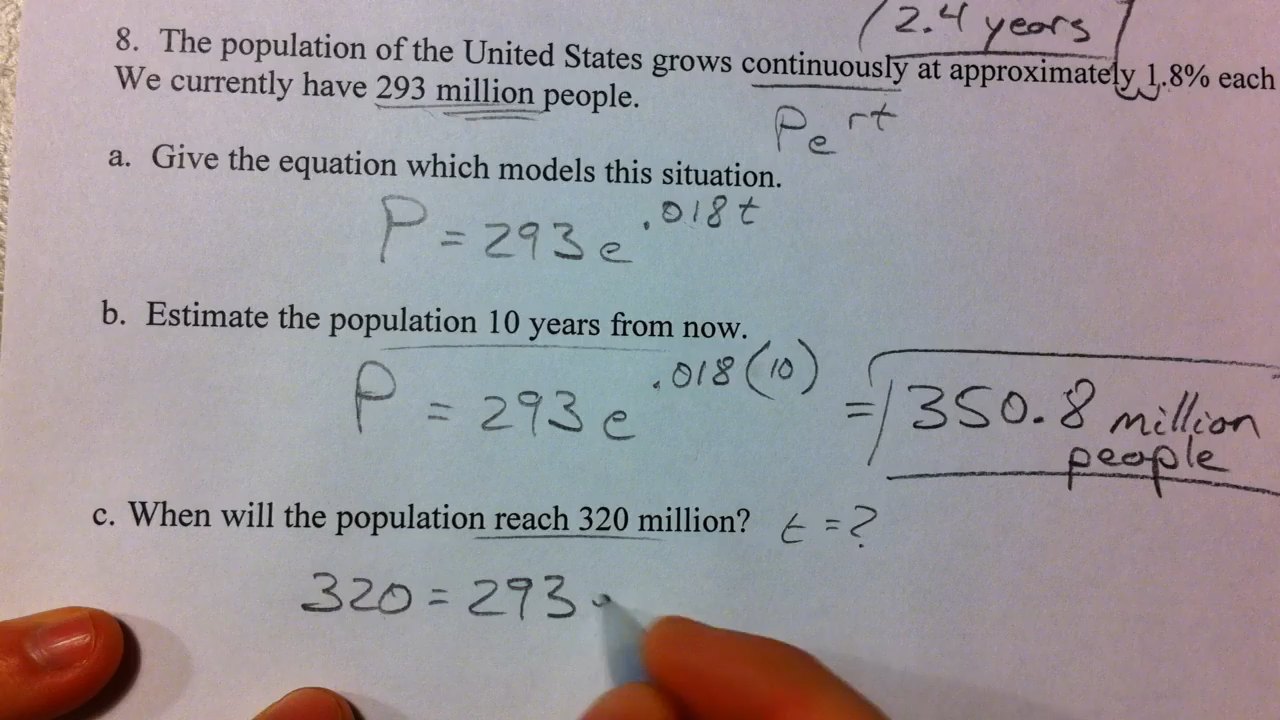 2.4 years
8. The population of the United States grows continuously at approximately 1.8% each
We currently have 293 million people.
Pe^rt
a. Give the equation which models this situation.
P = 293e^.018t
b. Estimate the population 10 years from now.
P = 293e^.018(10) = 350.8 million
people
c. When will the population reach 320 million? t = ?
320 = 293